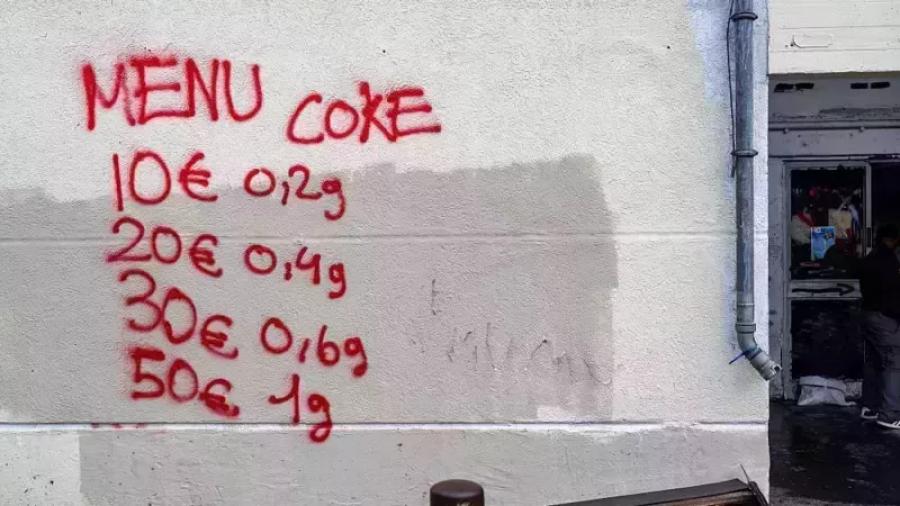 MENU COKE
10€ 0,2g
20€ 0,4g
30€ 0,6g
50€ 1g